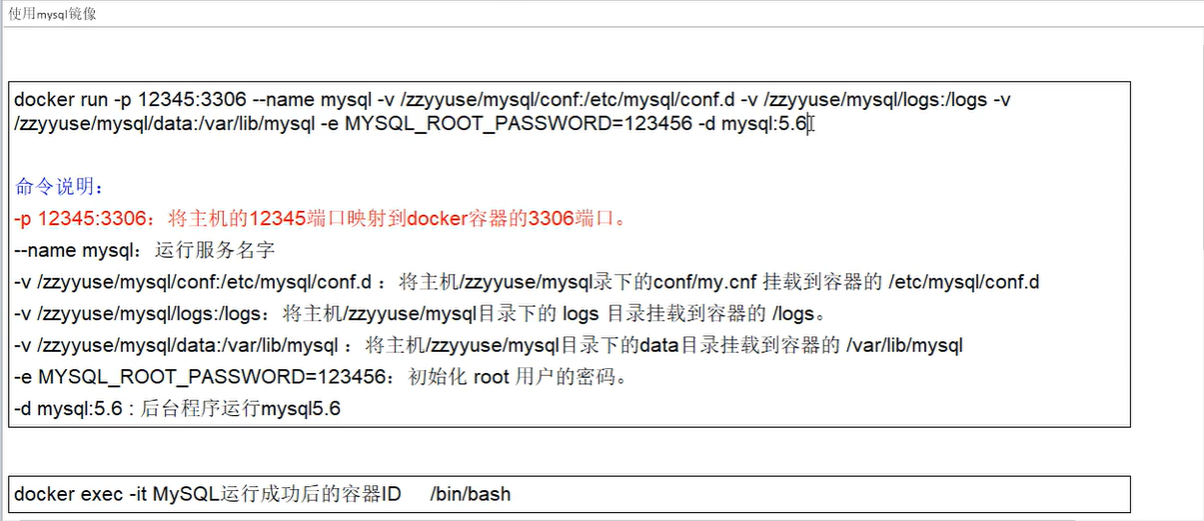 使用mysql镜像
docker run -p 12345:3306 --name mysql -v /zzyyuse/mysql/conf:/etc/mysql/conf.d -v /zzyyuse/mysql/logs:/logs -v
/zzyyuse/mysql/data:/var/lib/mysql -e MYSQL_ROOT_PASSWORD=123456 -d mysql:5.6
命令说明：
-p 12345:3306：将主机的12345端口映射到docker容器的3306端口。
--name mysql：运行服务名字
-v /zzyyuse/mysql/conf:/etc/mysql/conf.d ：将主机/zzyyuse/mysql录下的conf/my.cnf 挂载到容器的 /etc/mysql/conf.d
-v /zzyyuse/mysql/logs:/logs：将主机/zzyyuse/mysql目录下的 logs 目录挂载到容器的 /logs。
-v /zzyyuse/mysql/data:/var/lib/mysql ：将主机/zzyyuse/mysql目录下的data目录挂载到容器的 /var/lib/mysql
-e MYSQL_ROOT_PASSWORD=123456：初始化 root 用户的密码。
-d mysql:5.6 : 后台程序运行mysql5.6
docker exec -it MySQL运行成功后的容器ID /bin/bash